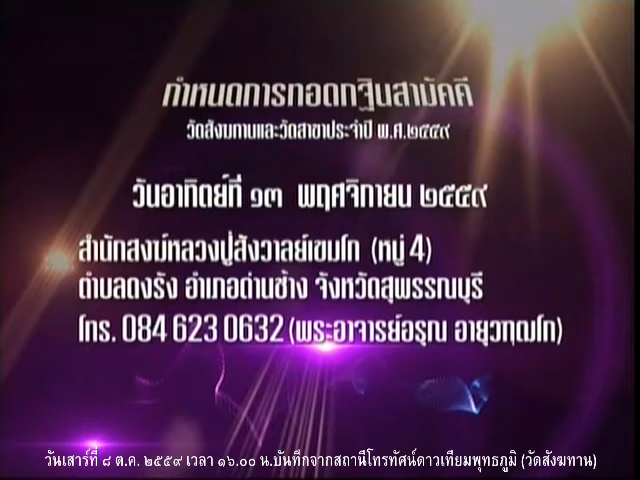 กำหนดการทอดกฐินสามัคคี
วัดสังฆทานและวัดสาขาประจำปี พ.ศ.๒๕๕๙
วันอาทิตย์ที่ ๑๓ พฤศจิกายน ๒๕๕๙
สำนักสงฆ์หลวงปู่สังวาลย์เขมโก (หมู่ 4)
ตำบลดงรัง อำเภอด่านช้าง จังหวัดสุพรรณบุรี
โทร. 084 623 0632 (พระอาจารย์อรุณ อายุวฑฺฒโก)
วันเสาร์ที่ ๘ ต.ค. ๒๕๕๙ เวลา ๑๖.๐๐ น.บันทึกจากสถานีโทรทัศน์ดาวเทียมพุทธภูมิ (วัดสังฆทาน)